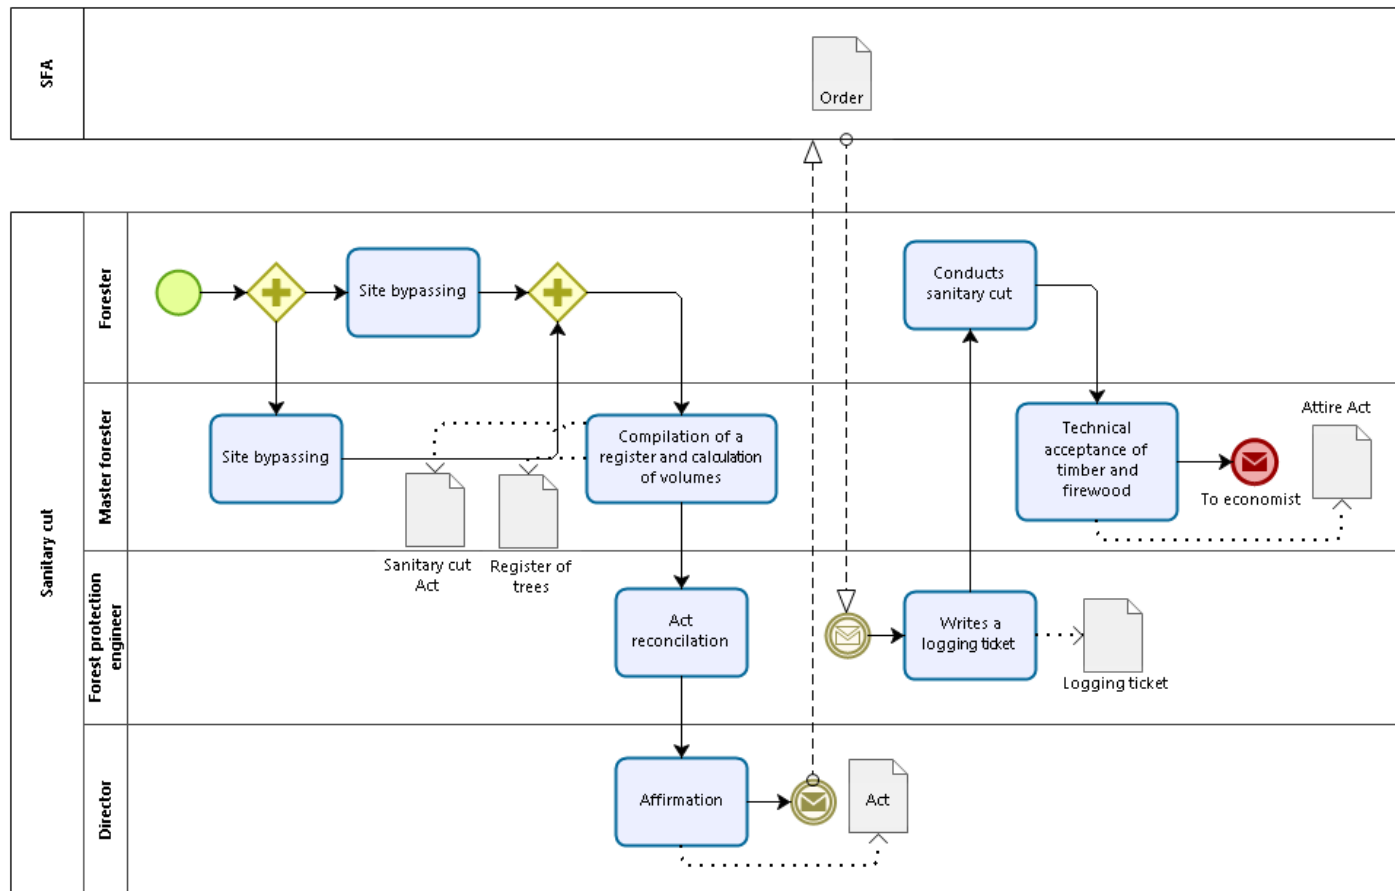 SFA
Order
Sanitary cut
Forester
Site bypassing
Conducts
sanitary cut
Master forester
Site bypassing
Compilation of a
register and calculation
of volumes
Sanitary cut
Act
Register of
trees
Technical
acceptance of
timber and
firewood
To economist
Attire Act
Forest protection
engineer
Act
reconcilation
Writes a
logging ticket
Logging ticket
Director
Affirmation
Act